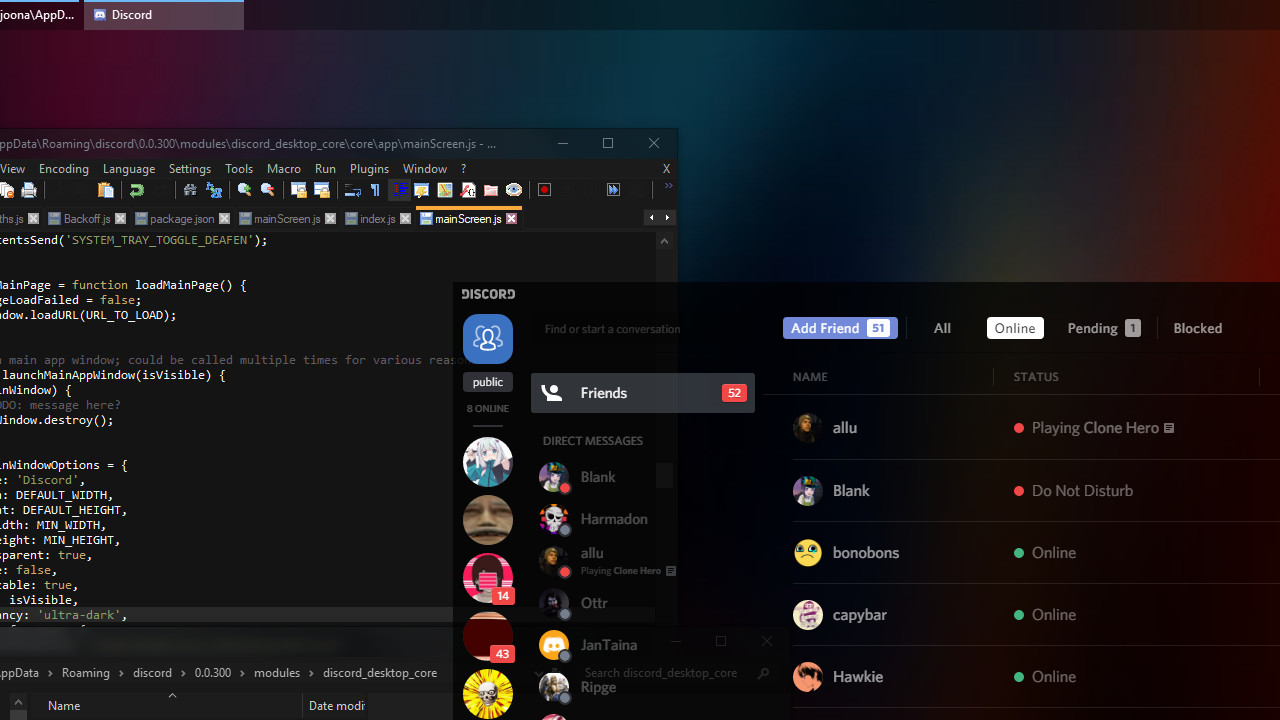 joona\AppD... Discord
ppData\Roaming\discord\0.0.300\modules\discord_desktop_core\core\app\mainScreen.js - ...
View Encoding Language Settings Tools Macro Run Plugins Window ? X
ths.js Backoff.js package.json mainScreen.js index.js mainScreen.js
tentsSend('SYSTEM_TRAY_TOGGLE_DEAFEN');
MainPage = function loadMainPage() {
geLoadFailed = false;
ndow.loadURL(URL_TO_LOAD);
n main app window; could be called multiple times for various reaso
launchMainAppWindow(isVisible) {
inWindow) {
ODO: message here?
Window.destroy();
inWindowOptions = {
e: 'Discord',
h: DEFAULT_WIDTH,
ht: DEFAULT_HEIGHT,
idth: MIN_WIDTH,
eight: MIN_HEIGHT,
sparent: true,
e: false,
zable: true,
: isVisible,
ancy: 'ultra-dark',
ppData > Roaming > discord > 0.0.300 > modules > discord_desktop_core
Search discord_desktop_core
Name Date modi
DISCORD
public
8 ONLINE
14
43
Find or start a conversation
Friends 52
DIRECT MESSAGES
Blank
Harmadon
allu
Playing Clone Hero
Ottr
JanTaina
Ripge
Add Friend 51 All Online Pending 1 Blocked
NAME STATUS
allu Playing Clone Hero
Blank Do Not Disturb
bonobons Online
capybar Online
Hawkie Online